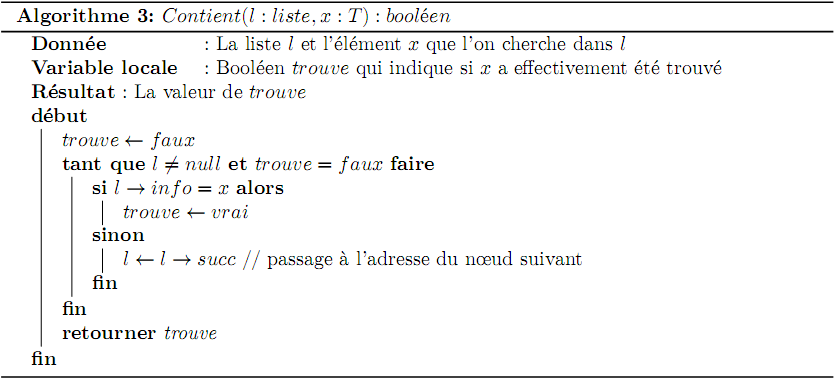 Algorithme 3: Contient(l : liste, x : T) : booléen
Donnée : La liste l et l'élément x que l'on cherche dans l
Variable locale : Booléen trouve qui indique si x a effectivement été trouvé
Résultat : La valeur de trouve
début
trouve ← faux
tant que l ≠ null et trouve = faux faire
si l → info = x alors
trouve ← vrai
sinon
l ← l → succ // passage à l'adresse du nœud suivant
fin
fin
retourner trouve
fin